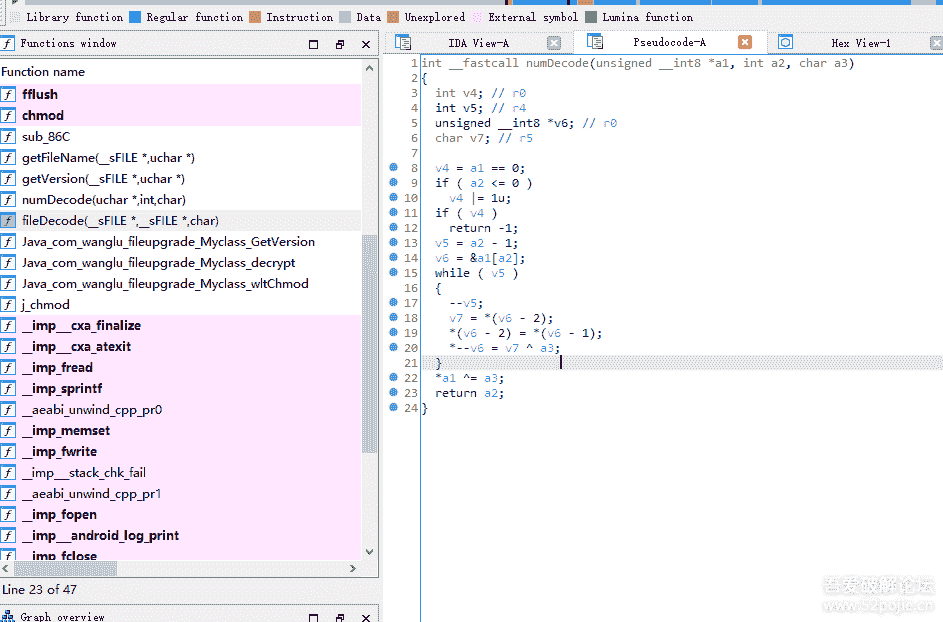 Library function Regular function Instruction Data Unexplored External symbol Lumina function
Functions window
Function name
f fflush
f chmod
f sub_86C
f getFileName(__sFILE *,uchar *)
f getVersion(__sFILE *,uchar *)
f numDecode(uchar *,int,char)
f fileDecode(__sFILE *,__sFILE *,char)
f Java_com_wanglu_fileupgrade_Myclass_GetVersion
f Java_com_wanglu_fileupgrade_Myclass_decrypt
f Java_com_wanglu_fileupgrade_Myclass_wltChmod
f j_chmod
f __imp___cxa_finalize
f __imp___cxa_atexit
f __imp_fread
f __imp_sprintf
f __aeabi_unwind_cpp_pr0
f __imp_memset
f __imp_fwrite
f __imp___stack_chk_fail
f __aeabi_unwind_cpp_pr1
f __imp_fopen
f __imp___android_log_print
f __imp_fclose
Line 23 of 47
Graph overview
IDA View-A Pseudocode-A Hex View-1
1 int __fastcall numDecode(unsigned __int8 *a1, int a2, char a3)
2 {
3 int v4; // r0
4 int v5; // r4
5 unsigned __int8 *v6; // r0
6 char v7; // r5
7
8 v4 = a1 == 0;
9 if ( a2 <= 0 )
10 v4 |= 1u;
11 if ( v4 )
12 return -1;
13 v5 = a2 - 1;
14 v6 = &a1[a2];
15 while ( v5 )
16 {
17 --v5;
18 v7 = *(v6 - 2);
19 *(v6 - 2) = *(v6 - 1);
20 *--v6 = v7 ^ a3;
21 }
22 *a1 ^= a3;
23 return a2;
24 }
吾爱破解论坛
www.52pojie.cn